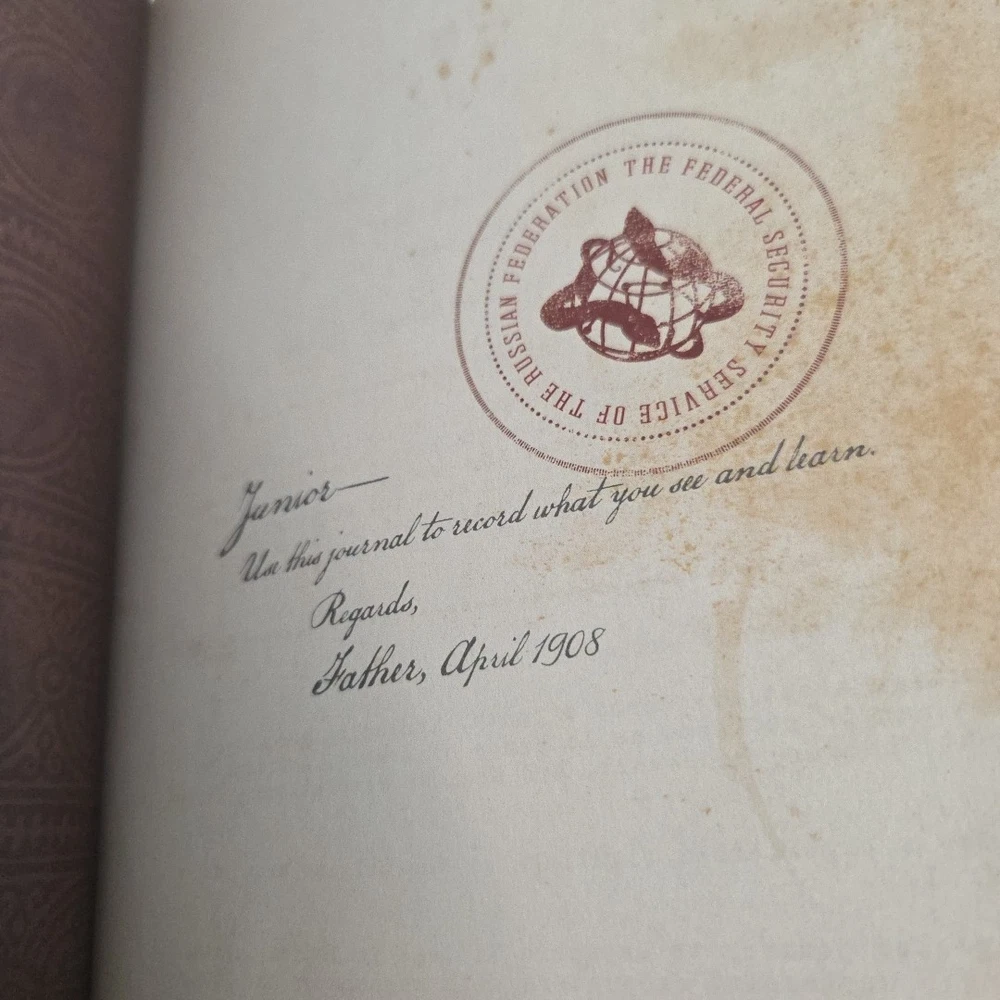 THE FEDERAL SECURITY SERVICE OF THE RUSSIAN FEDERATION
Junior—
Use this journal to record what you see and learn.
Regards,
Father, April 1908